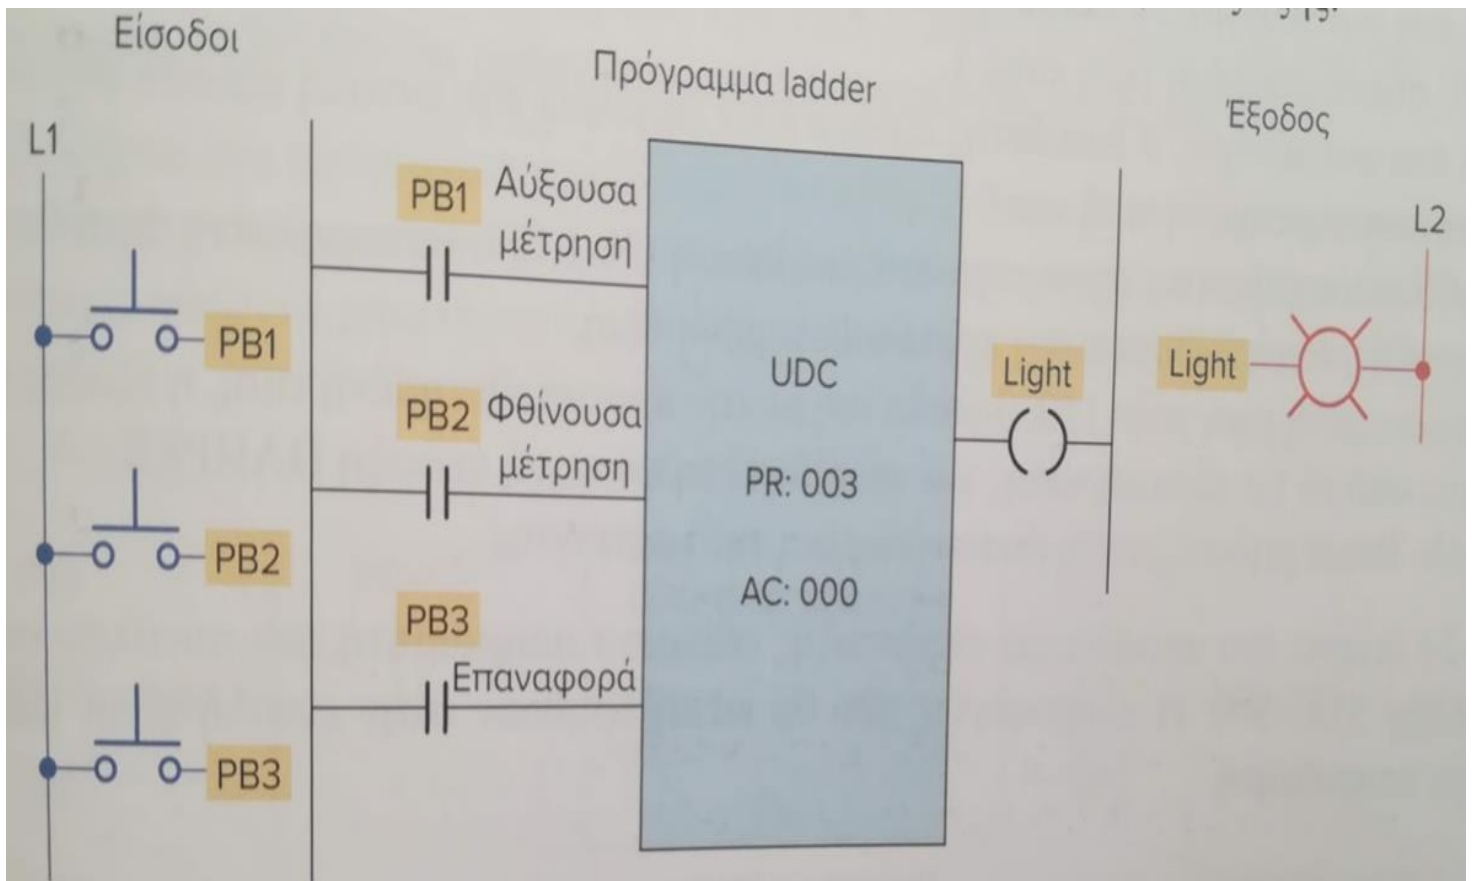 Είσοδοι
Πρόγραμμα ladder
Έξοδος
L1
PB1
PB2
PB3
PB1 Αύξουσα
μέτρηση
PB2 Φθίνουσα
μέτρηση
PB3
Επαναφορά
UDC
PR: 003
AC: 000
Light
Light
L2